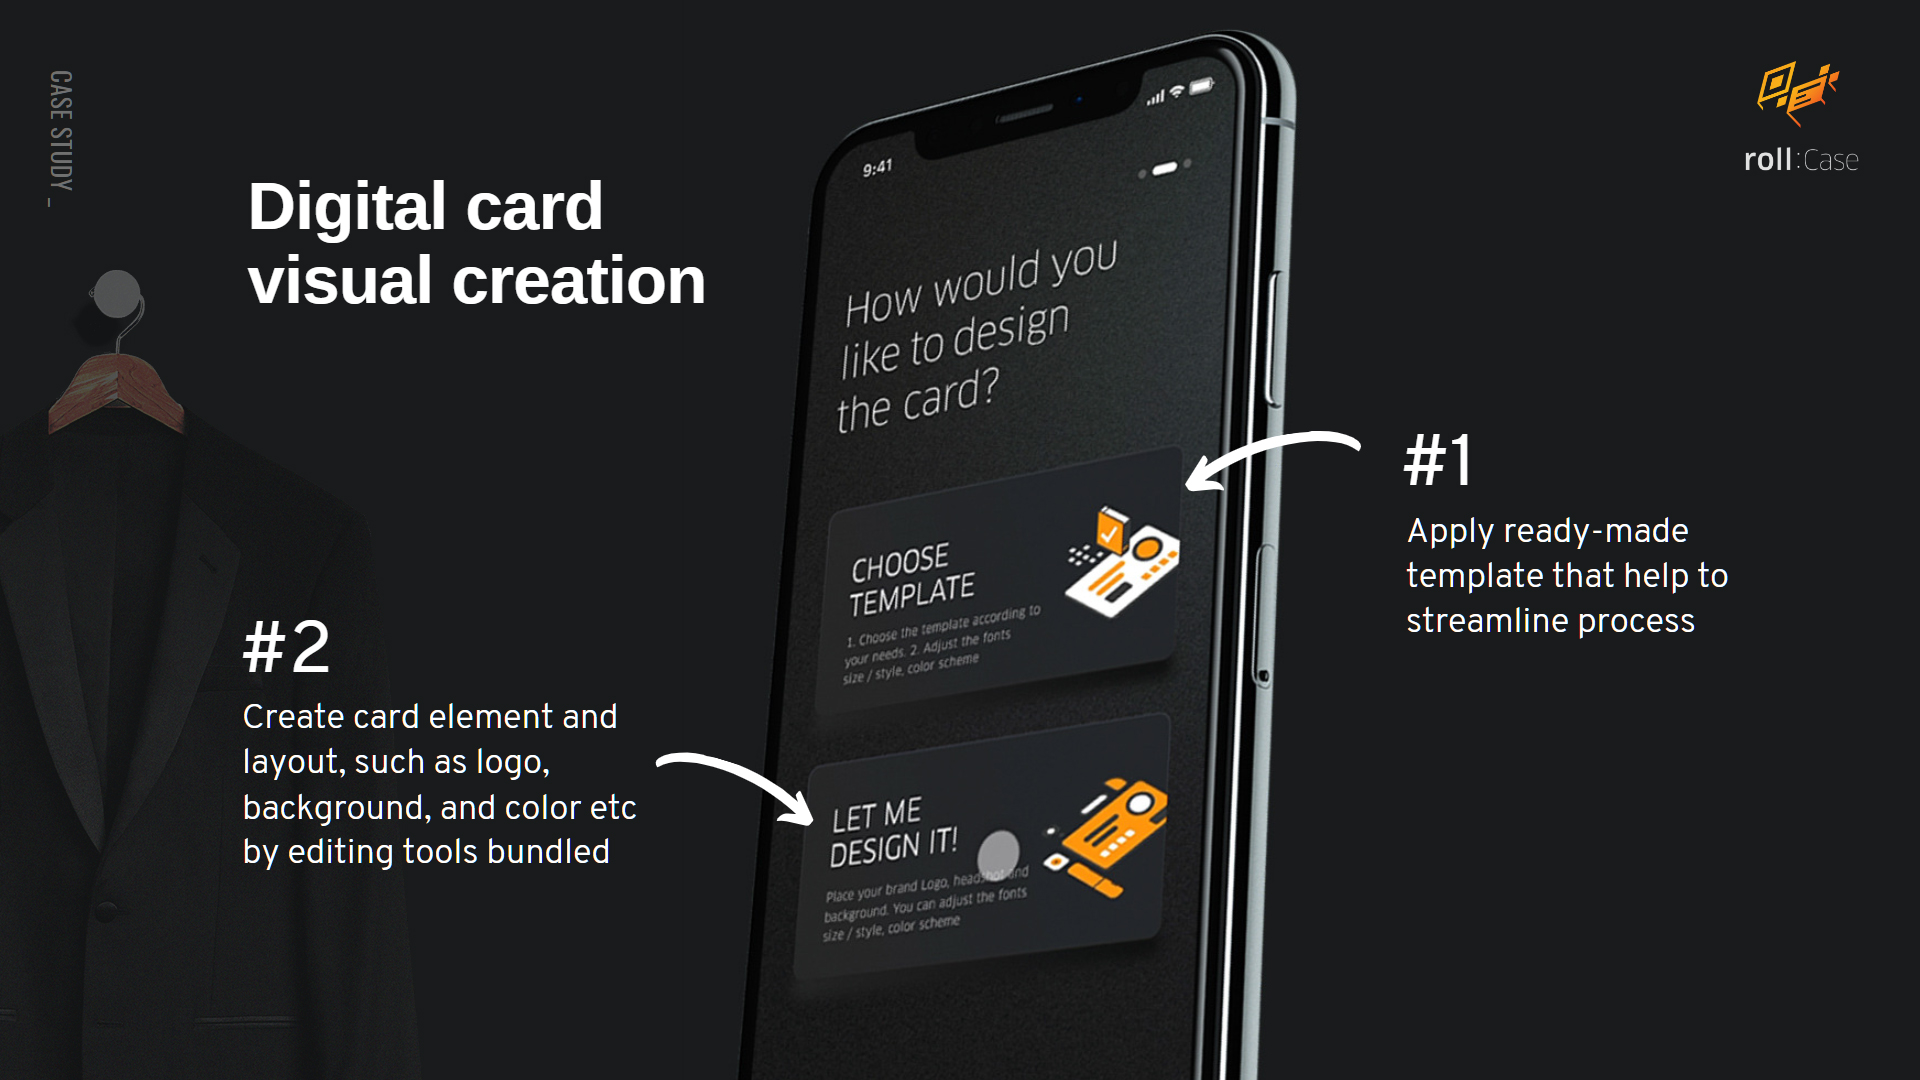 CASE STUDY _
roll:Case
Digital card
visual creation
9:41
How would you
like to design
the card?
#1
Apply ready-made
template that help to
streamline process
CHOOSE
TEMPLATE
1. Choose the template according to
your needs. 2. Adjust the fonts
size / style, color scheme
#2
Create card element and
layout, such as logo,
background, and color etc
by editing tools bundled
LET ME
DESIGN IT!
Place your brand Logo, headshot and
background. You can adjust the fonts
size / style, color scheme